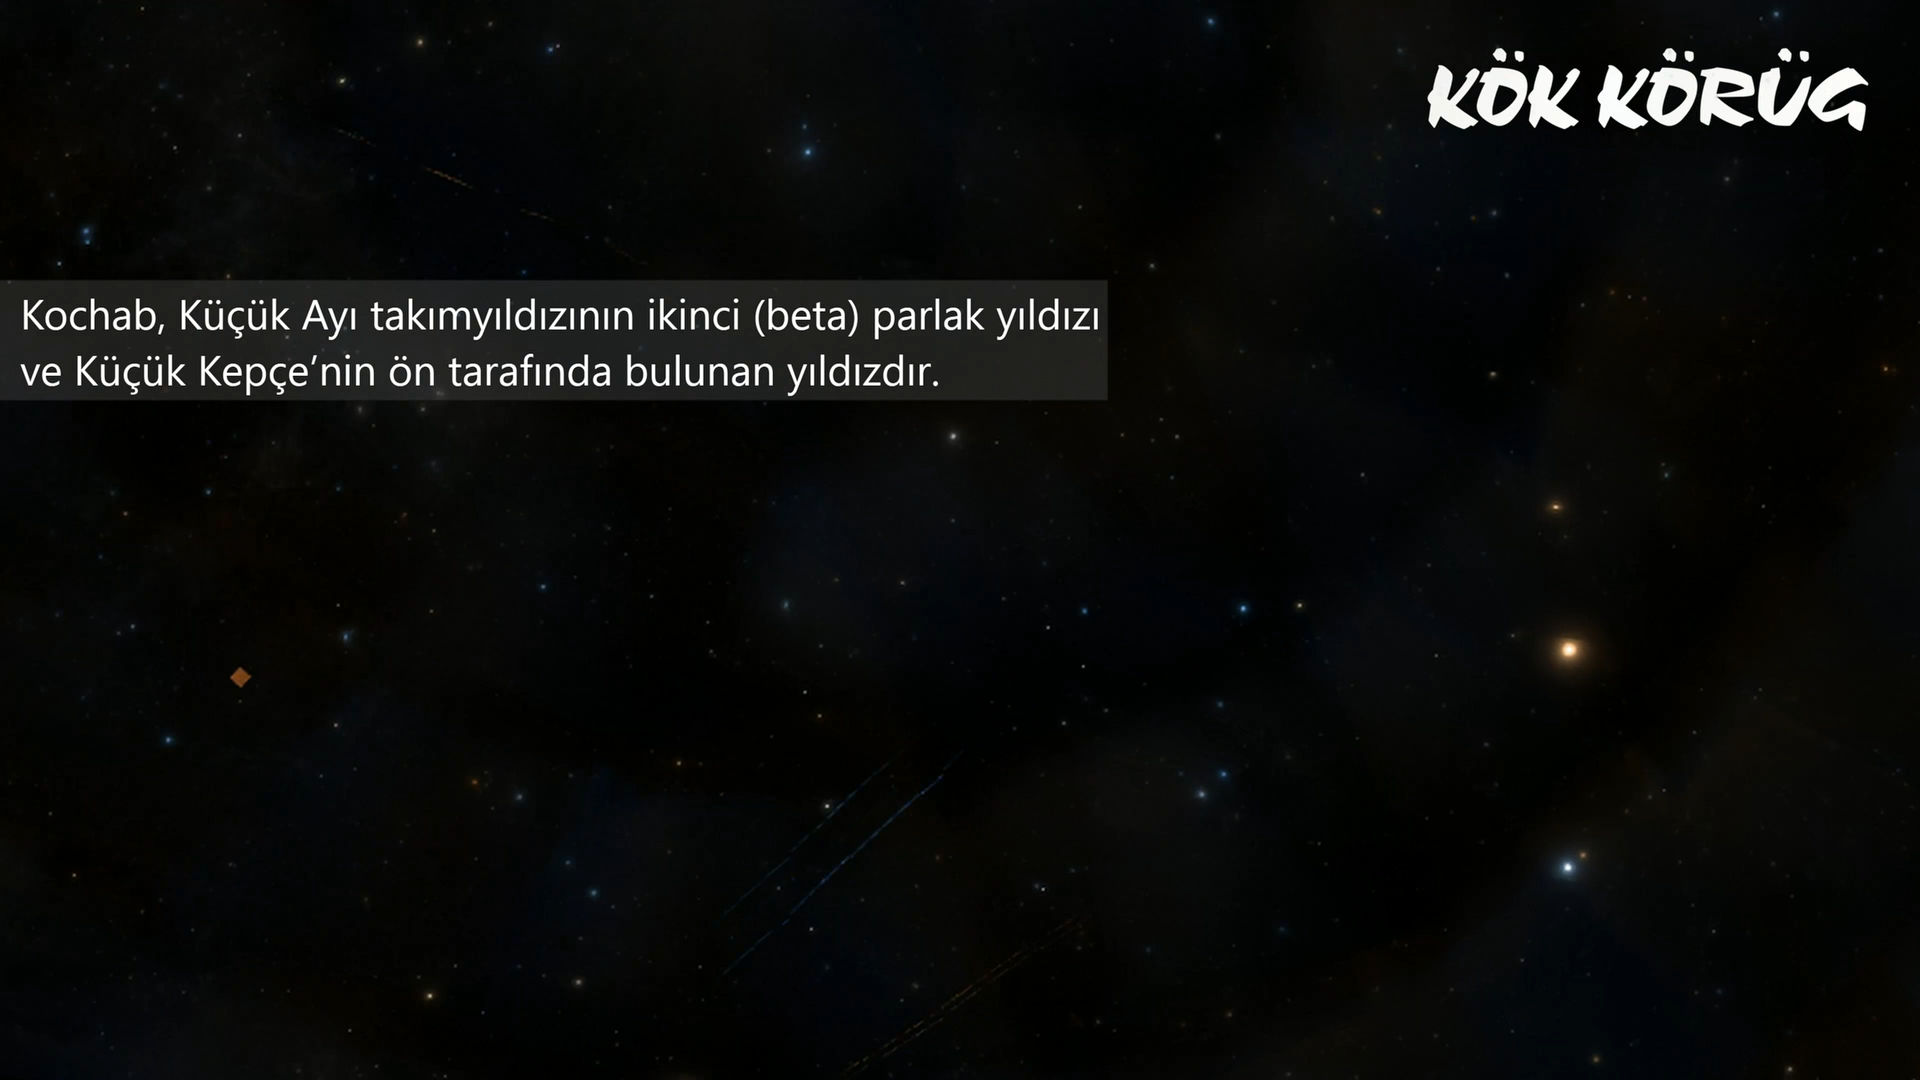 KÖK KÖRÜG
Kochab, Küçük Ayı takımyıldızının ikinci (beta) parlak yıldızı
ve Küçük Kepçe’nin ön tarafında bulunan yıldızdır.